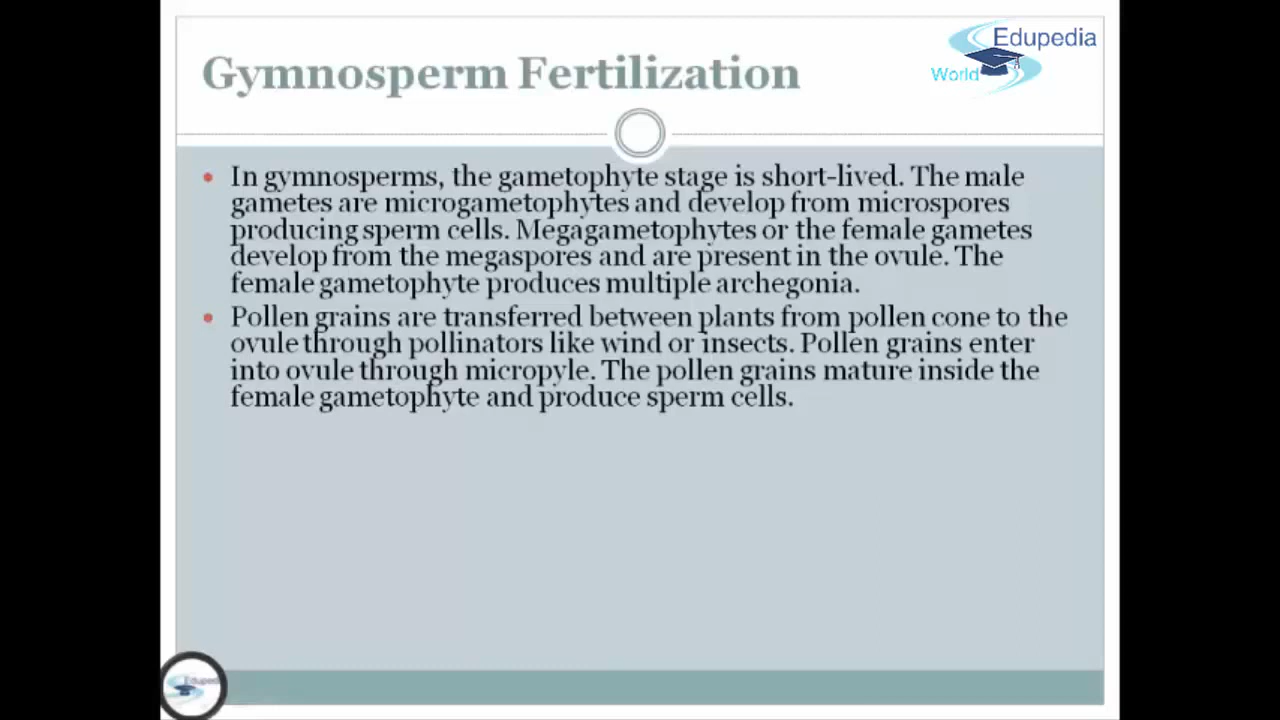 Gymnosperm Fertilization
Edupedia
World
• In gymnosperms, the gametophyte stage is short-lived. The male
gametes are microgametophytes and develop from microspores
producing sperm cells. Megagametophytes or the female gametes
develop from the megaspores and are present in the ovule. The
female gametophyte produces multiple archegonia.
• Pollen grains are transferred between plants from pollen cone to the
ovule through pollinators like wind or insects. Pollen grains enter
into ovule through micropyle. The pollen grains mature inside the
female gametophyte and produce sperm cells.
Edupedi